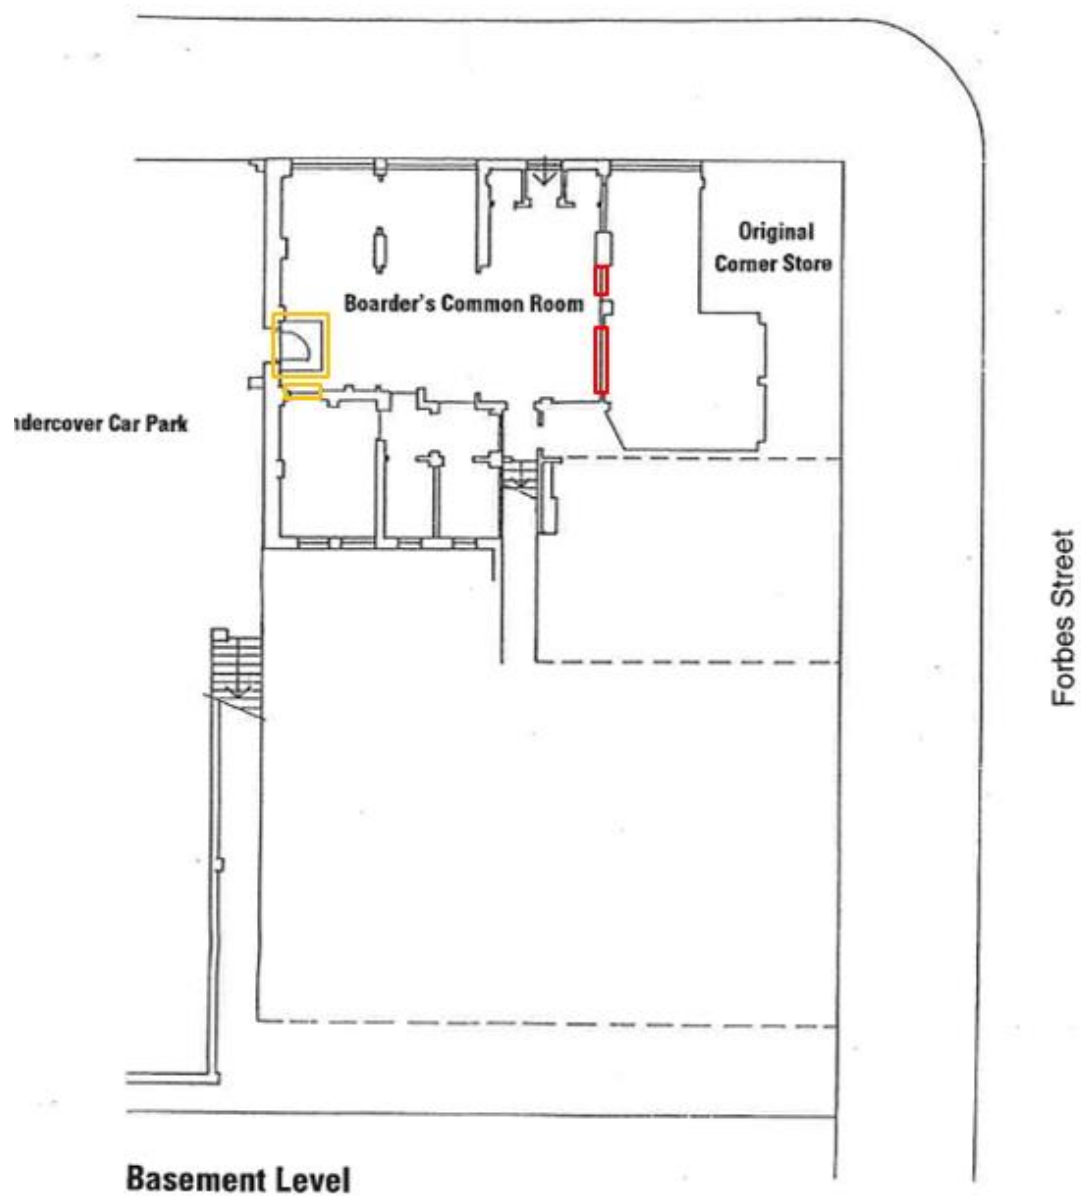 Original
Corner Store
Boarder's Common Room
ndercover Car Park
Forbes Street
Basement Level